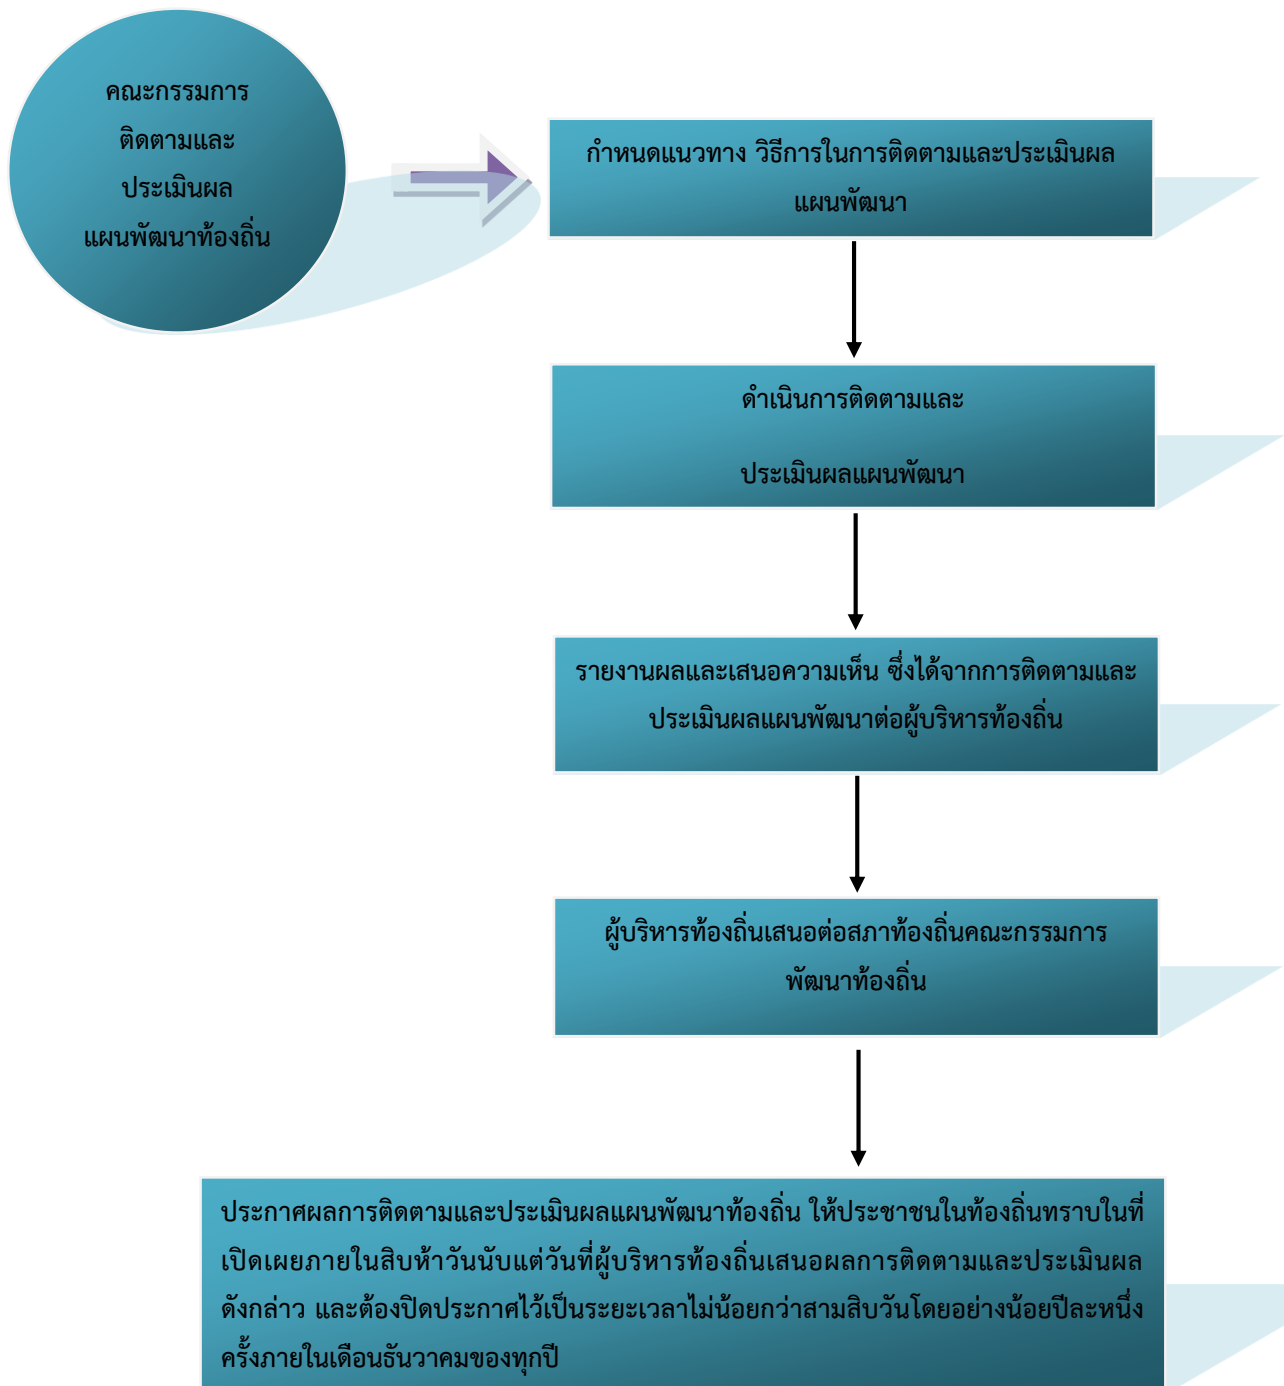 คณะกรรมการ
ติดตามและ
ประเมินผล
แผนพัฒนาท้องถิ่น
กำหนดแนวทาง วิธีการในการติดตามและประเมินผล
แผนพัฒนา
ดำเนินการติดตามและ
ประเมินผลแผนพัฒนา
รายงานผลและเสนอความเห็น ซึ่งได้จากการติดตามและ
ประเมินผลแผนพัฒนาต่อผู้บริหารท้องถิ่น
ผู้บริหารท้องถิ่นเสนอต่อสภาท้องถิ่นคณะกรรมการ
พัฒนาท้องถิ่น
ประกาศผลการติดตามและประเมินผลแผนพัฒนาท้องถิ่น ให้ประชาชนในท้องถิ่นทราบในที่
เปิดเผยภายในสิบห้าวันนับแต่วันที่ผู้บริหารท้องถิ่นเสนอผลการติดตามและประเมินผล
ดังกล่าว และต้องปิดประกาศไว้เป็นระยะเวลาไม่น้อยกว่าสามสิบวันโดยอย่างน้อยปีละหนึ่ง
ครั้งภายในเดือนธันวาคมของทุกปี